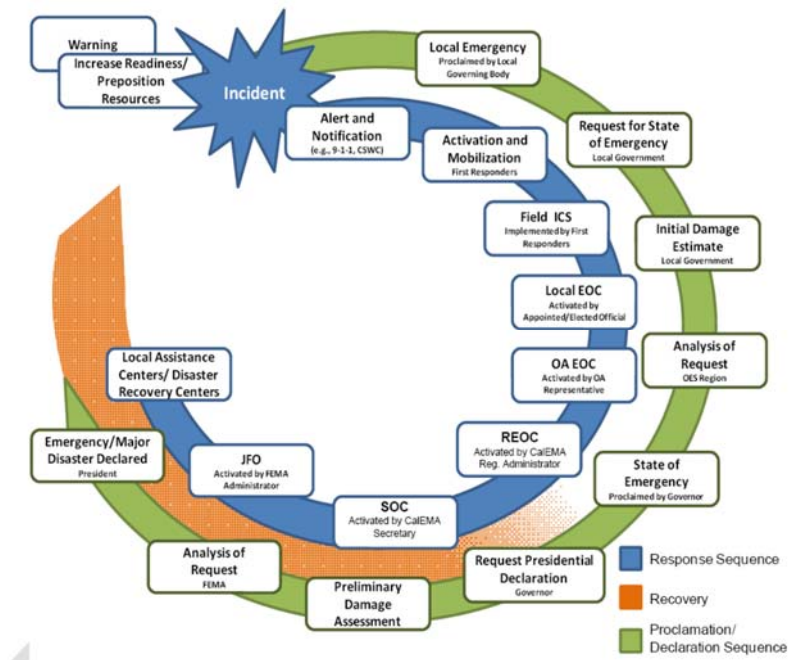 Warning
Increase Readiness/
Preposition
Resources
Incident
Alert and
Notification
(e.g., 9-1-1, CSWC)
Activation and
Mobilization
First Responders
Field ICS
Implemented by First
Responders
Local EOC
Activated by
Appointed/Elected Official
OA EOC
Activated by OA
Representative
REOC
Activated by CalEMA
Reg. Administrator
SOC
Activated by CalEMA
Secretary
JFO
Activated by FEMA
Administrator
Local Assistance
Centers/ Disaster
Recovery Centers
Local Emergency
Proclaimed by Local
Governing Body
Request for State
of Emergency
Local Government
Initial Damage
Estimate
Local Government
Analysis of
Request
OES Region
State of
Emergency
Proclaimed by Governor
Request Presidential
Declaration
Governor
Preliminary
Damage
Assessment
Analysis of
Request
FEMA
Emergency/Major
Disaster Declared
President
Response Sequence
Recovery
Proclamation/
Declaration Sequence